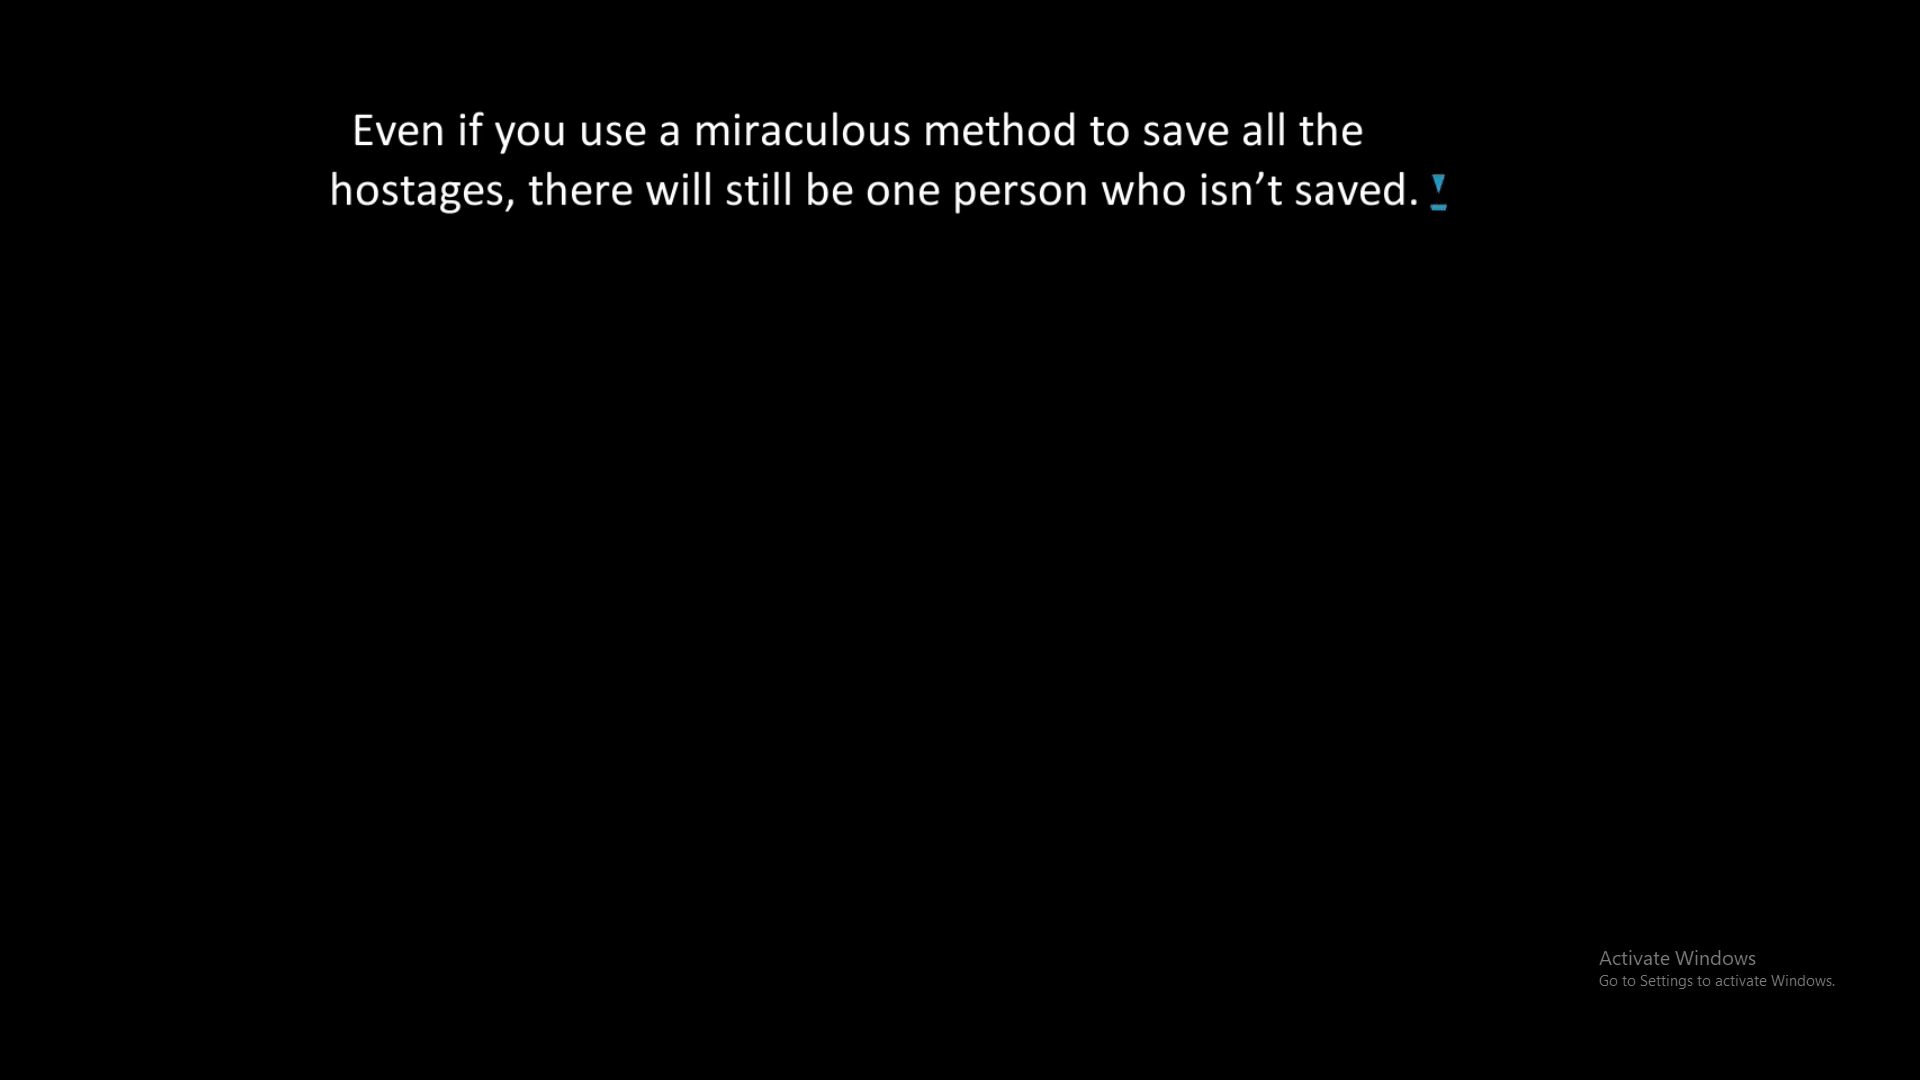 Even if you use a miraculous method to save all the
hostages, there will still be one person who isn’t saved.
Activate Windows
Go to Settings to activate Windows.